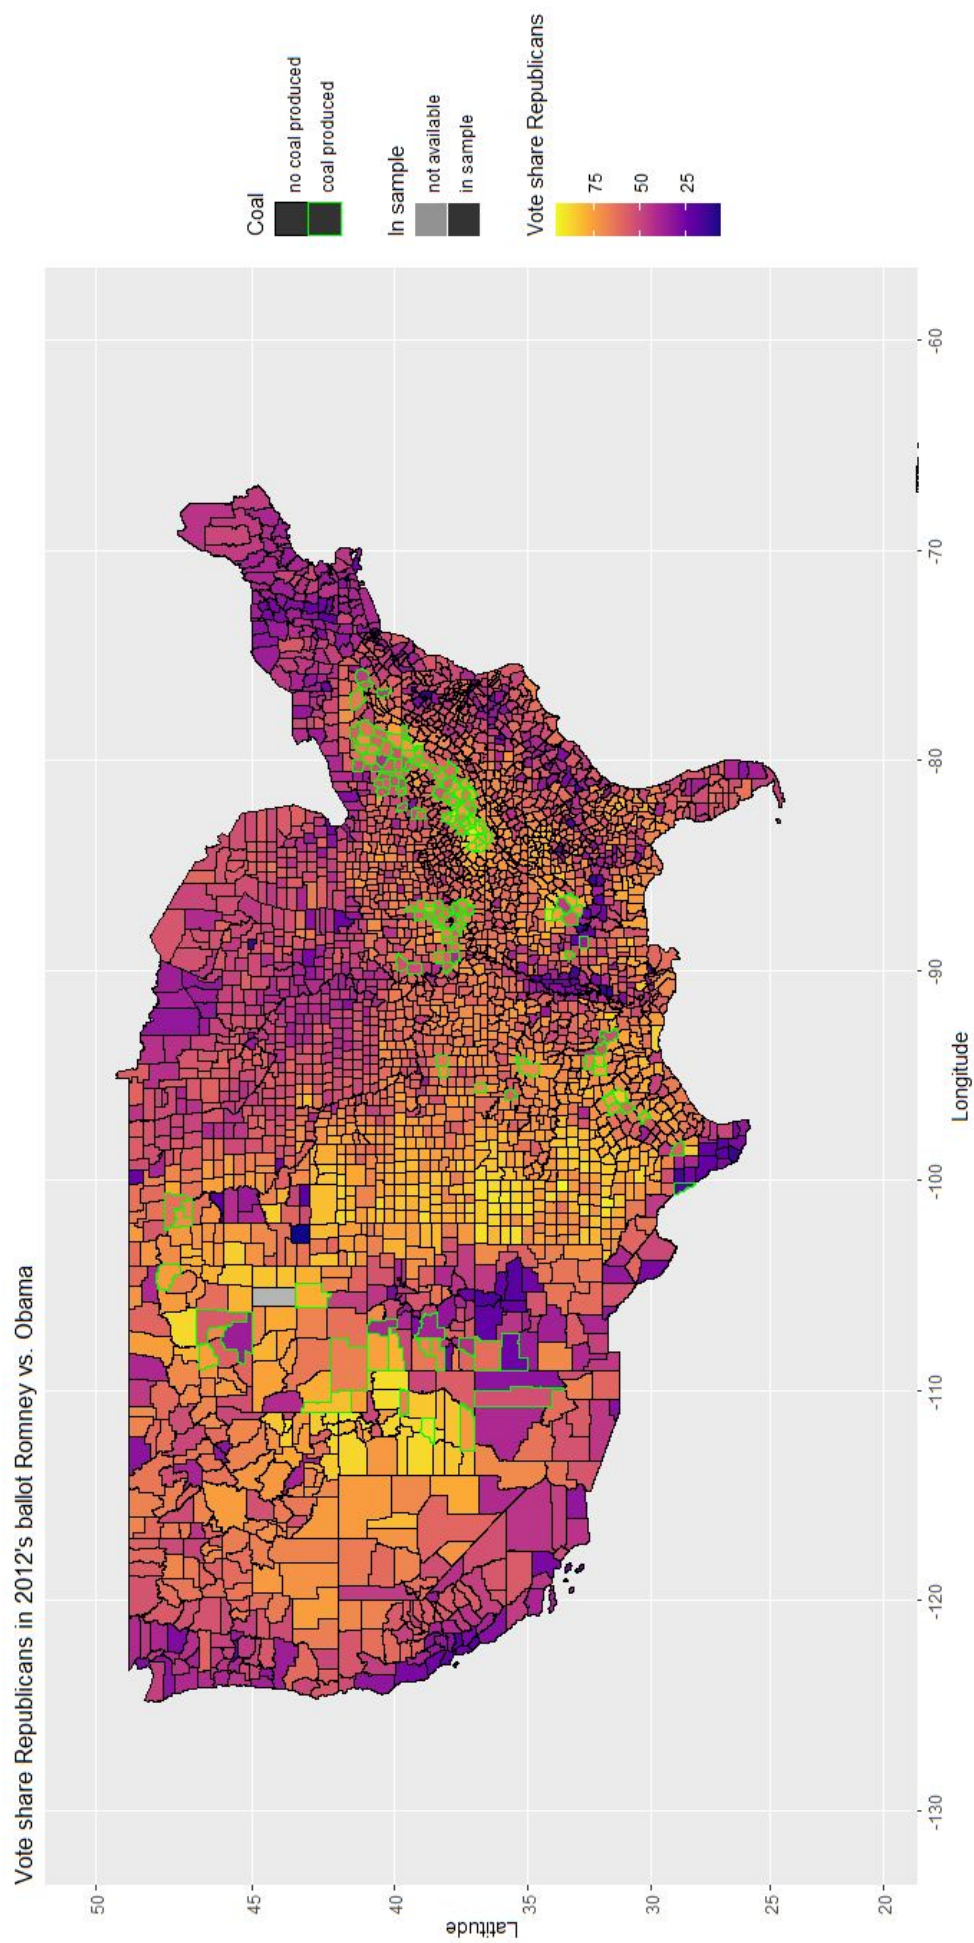 Vote share Republicans in 2012's ballot Romney vs. Obama
50
45
40
35
30
25
20
Latitude
-130
-120
-110
-100
-90
-80
-70
-60
Longitude
Coal
no coal produced
coal produced
In sample
not available
in sample
Vote share Republicans
75
50
25